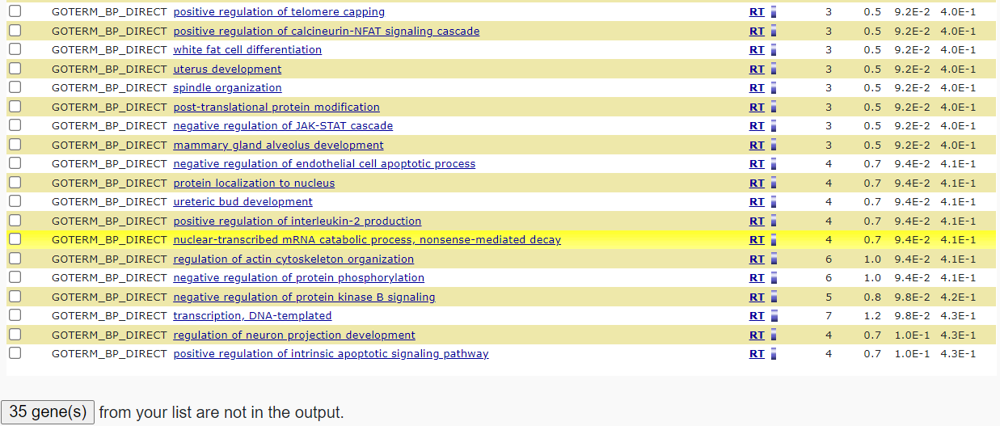 GOTERM_BP_DIRECT positive regulation of telomere capping RT 3 0.5 9.2E-2 4.0E-1
GOTERM_BP_DIRECT positive regulation of calcineurin-NFAT signaling cascade RT 3 0.5 9.2E-2 4.0E-1
GOTERM_BP_DIRECT white fat cell differentiation RT 3 0.5 9.2E-2 4.0E-1
GOTERM_BP_DIRECT uterus development RT 3 0.5 9.2E-2 4.0E-1
GOTERM_BP_DIRECT spindle organization RT 3 0.5 9.2E-2 4.0E-1
GOTERM_BP_DIRECT post-translational protein modification RT 3 0.5 9.2E-2 4.0E-1
GOTERM_BP_DIRECT negative regulation of JAK-STAT cascade RT 3 0.5 9.2E-2 4.0E-1
GOTERM_BP_DIRECT mammary gland alveolus development RT 3 0.5 9.2E-2 4.0E-1
GOTERM_BP_DIRECT negative regulation of endothelial cell apoptotic process RT 4 0.7 9.4E-2 4.1E-1
GOTERM_BP_DIRECT protein localization to nucleus RT 4 0.7 9.4E-2 4.1E-1
GOTERM_BP_DIRECT ureteric bud development RT 4 0.7 9.4E-2 4.1E-1
GOTERM_BP_DIRECT positive regulation of interleukin-2 production RT 4 0.7 9.4E-2 4.1E-1
GOTERM_BP_DIRECT nuclear-transcribed mRNA catabolic process, nonsense-mediated decay RT 4 0.7 9.4E-2 4.1E-1
GOTERM_BP_DIRECT regulation of actin cytoskeleton organization RT 6 1.0 9.4E-2 4.1E-1
GOTERM_BP_DIRECT negative regulation of protein phosphorylation RT 6 1.0 9.4E-2 4.1E-1
GOTERM_BP_DIRECT negative regulation of protein kinase B signaling RT 5 0.8 9.8E-2 4.2E-1
GOTERM_BP_DIRECT transcription, DNA-templated RT 7 1.2 9.8E-2 4.3E-1
GOTERM_BP_DIRECT regulation of neuron projection development RT 4 0.7 1.0E-1 4.3E-1
GOTERM_BP_DIRECT positive regulation of intrinsic apoptotic signaling pathway RT 4 0.7 1.0E-1 4.3E-1
35 gene(s) from your list are not in the output.